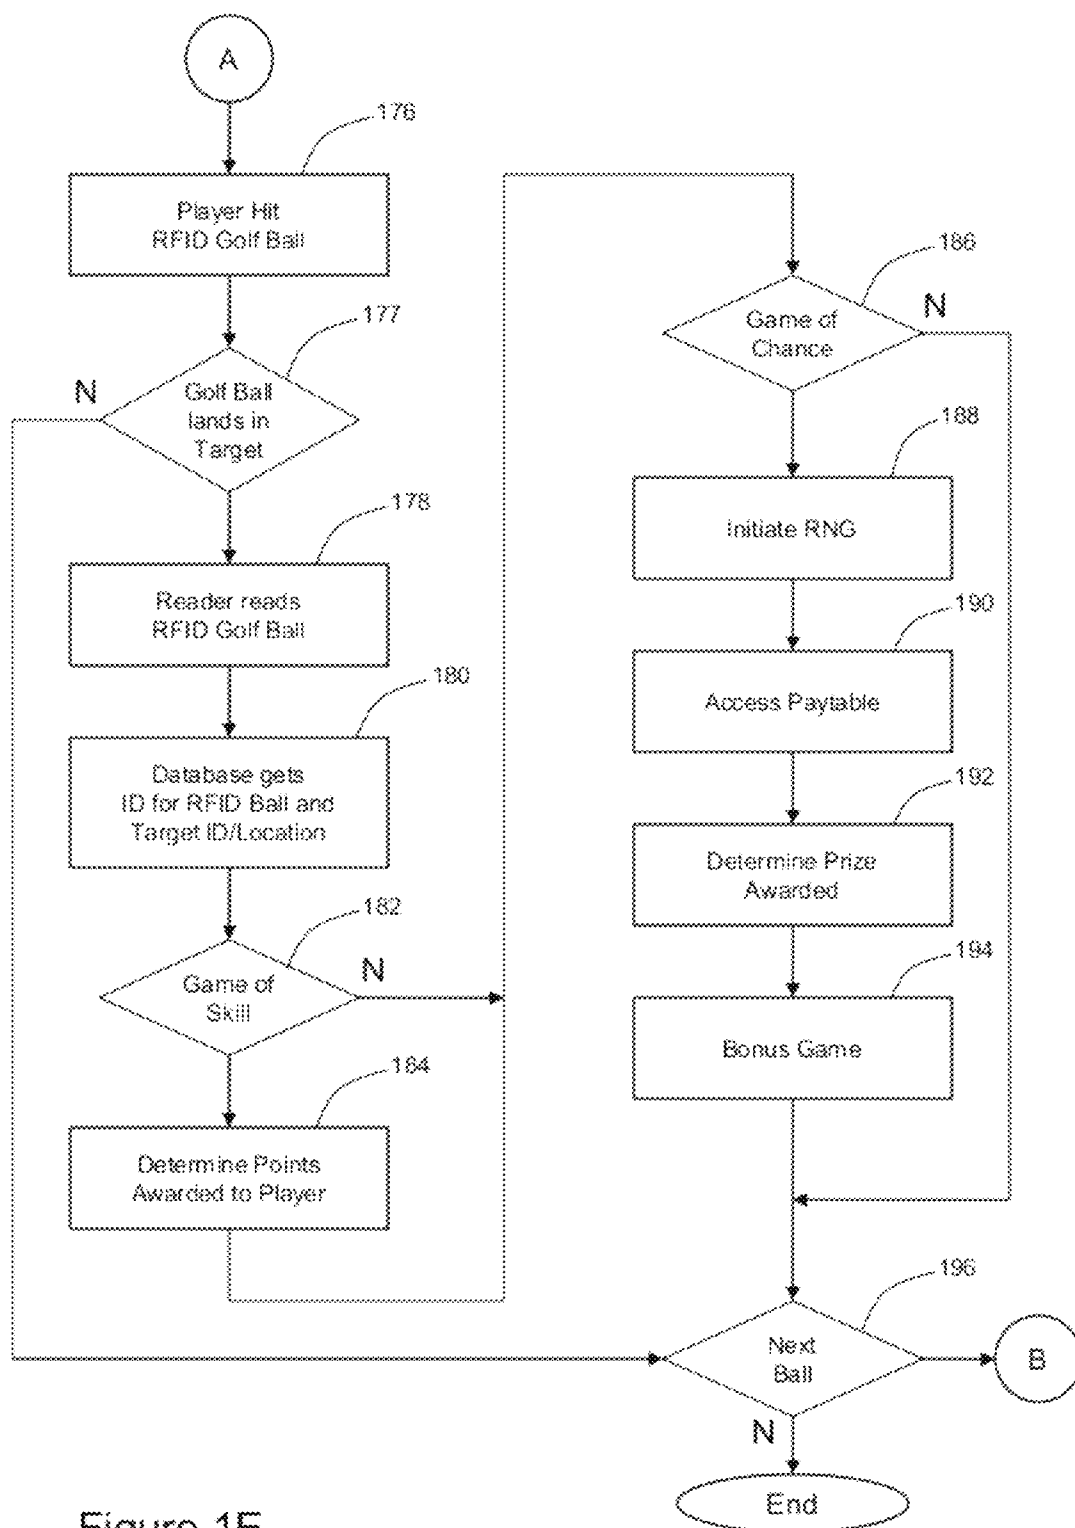 A
176
Player Hit
RFID Golf Ball
177
N
Golf Ball
lands in
Target
178
Reader reads
RFID Golf Ball
180
Database gets
ID for RFID Ball and
Target ID/Location
182
Game of
Skill
N
184
Determine Points
Awarded to Player
186
Game of
Chance
N
188
Initiate RNG
190
Access Paytable
192
Determine Prize
Awarded
194
Bonus Game
196
Next
Ball
B
N
End
Figure 1E